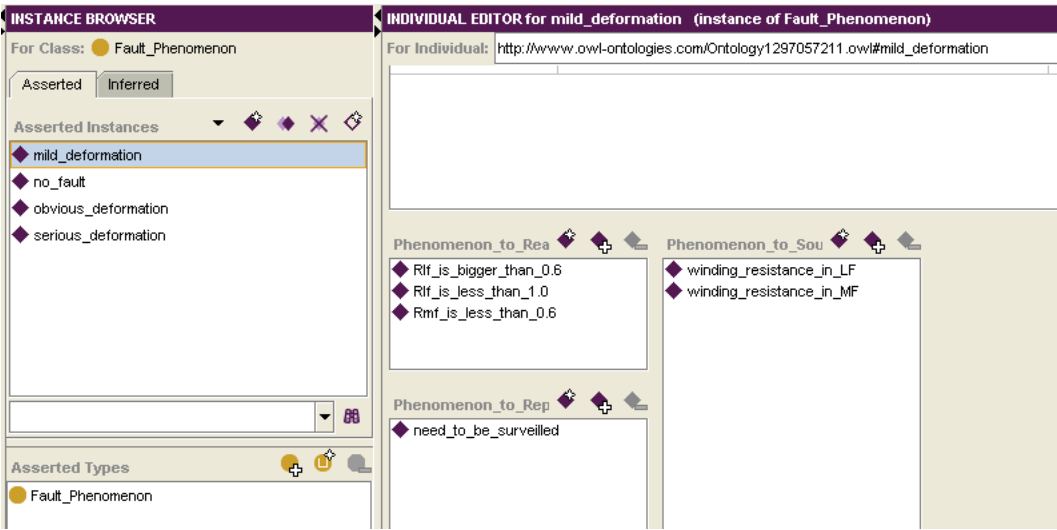 INSTANCE BROWSER
For Class: Fault_Phenomenon
Asserted Inferred
Asserted Instances
mild_deformation
no_fault
obvious_deformation
serious_deformation
Asserted Types
Fault_Phenomenon
INDIVIDUAL EDITOR for mild_deformation (instance of Fault_Phenomenon)
For Individual: http://www.owl-ontologies.com/Ontology1297057211.owl#mild_deformation
Phenomenon_to_Rea
Rlf_is_bigger_than_0.6
Rlf_is_less_than_1.0
Rmf_is_less_than_0.6
Phenomenon_to_Rep
need_to_be_surveilled
Phenomenon_to_Sou
winding_resistance_in_LF
winding_resistance_in_MF